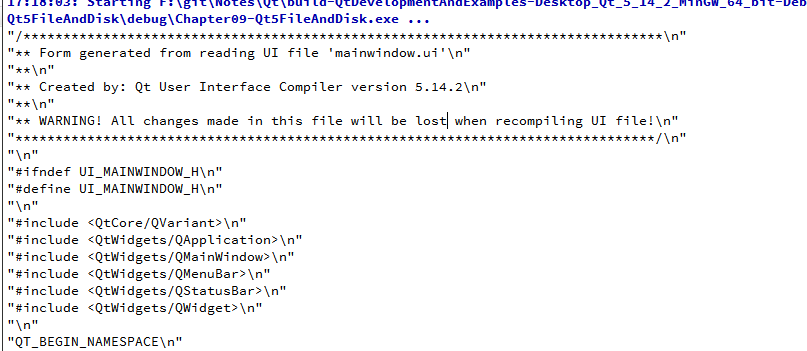 17:18:03: Starting F:\git\Notes\Qt\build-QtDevelopmentAndExamples-Desktop_Qt_5_14_2_MinGW_64_bit-Deb
Qt5FileAndDisk\debug\Chapter09-Qt5FileAndDisk.exe ...
"/********************************************************************************\n"
"** Form generated from reading UI file 'mainwindow.ui'\n"
"**\n"
"** Created by: Qt User Interface Compiler version 5.14.2\n"
"**\n"
"** WARNING! All changes made in this file will be lost when recompiling UI file!\n"
"********************************************************************************/\n"
"\n"
"#ifndef UI_MAINWINDOW_H\n"
"#define UI_MAINWINDOW_H\n"
"\n"
"#include <QtCore/QVariant>\n"
"#include <QtWidgets/QApplication>\n"
"#include <QtWidgets/QMainWindow>\n"
"#include <QtWidgets/QMenuBar>\n"
"#include <QtWidgets/QStatusBar>\n"
"#include <QtWidgets/QWidget>\n"
"\n"
"QT_BEGIN_NAMESPACE\n"